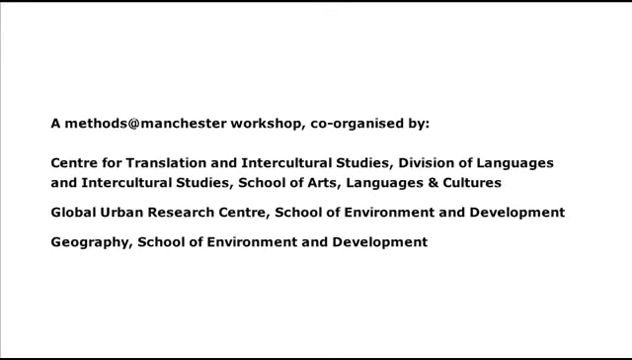 A methods@manchester workshop, co-organised by:
Centre for Translation and Intercultural Studies, Division of Languages
and Intercultural Studies, School of Arts, Languages & Cultures
Global Urban Research Centre, School of Environment and Development
Geography, School of Environment and Development